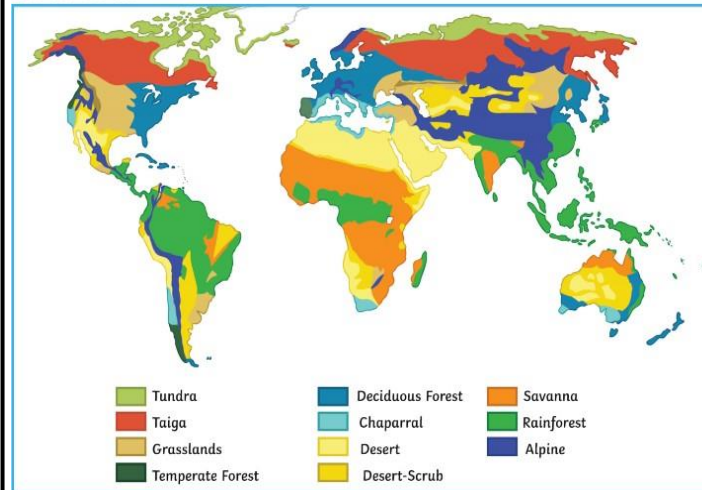 Tundra
Taiga
Grasslands
Temperate Forest
Deciduous Forest
Chaparral
Desert
Desert-Scrub
Savanna
Rainforest
Alpine